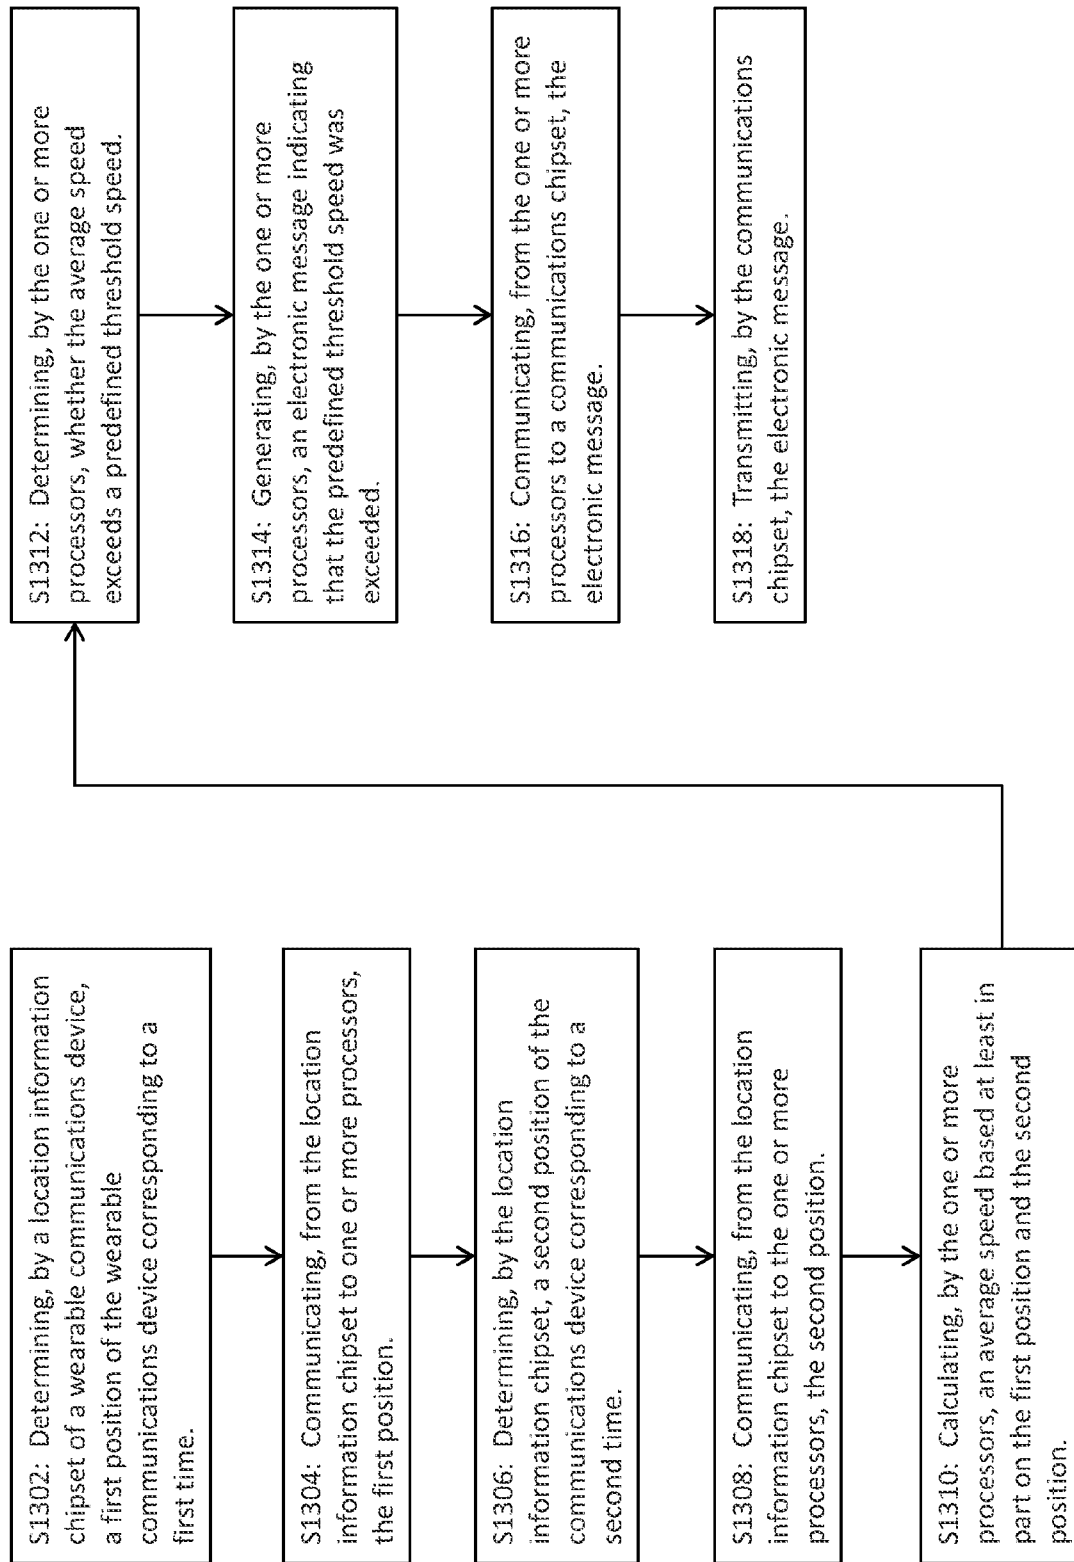 S1302: Determining, by a location information
chipset of a wearable communications device,
a first position of the wearable
communications device corresponding to a
first time.
S1304: Communicating, from the location
information chipset to one or more processors,
the first position.
S1306: Determining, by the location
information chipset, a second position of the
communications device corresponding to a
second time.
S1308: Communicating, from the location
information chipset to the one or more
processors, the second position.
S1310: Calculating, by the one or more
processors, an average speed based at least in
part on the first position and the second
position.
S1312: Determining, by the one or more
processors, whether the average speed
exceeds a predefined threshold speed.
S1314: Generating, by the one or more
processors, an electronic message indicating
that the predefined threshold speed was
exceeded.
S1316: Communicating, from the one or more
processors to a communications chipset, the
electronic message.
S1318: Transmitting, by the communications
chipset, the electronic message.